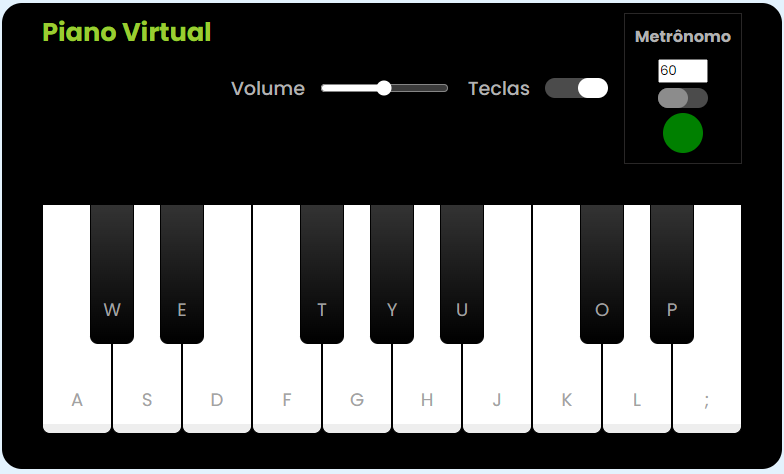 Piano Virtual
Metrônomo
60
Volume
Teclas
W E T Y U O P
A S D F G H J K L ;